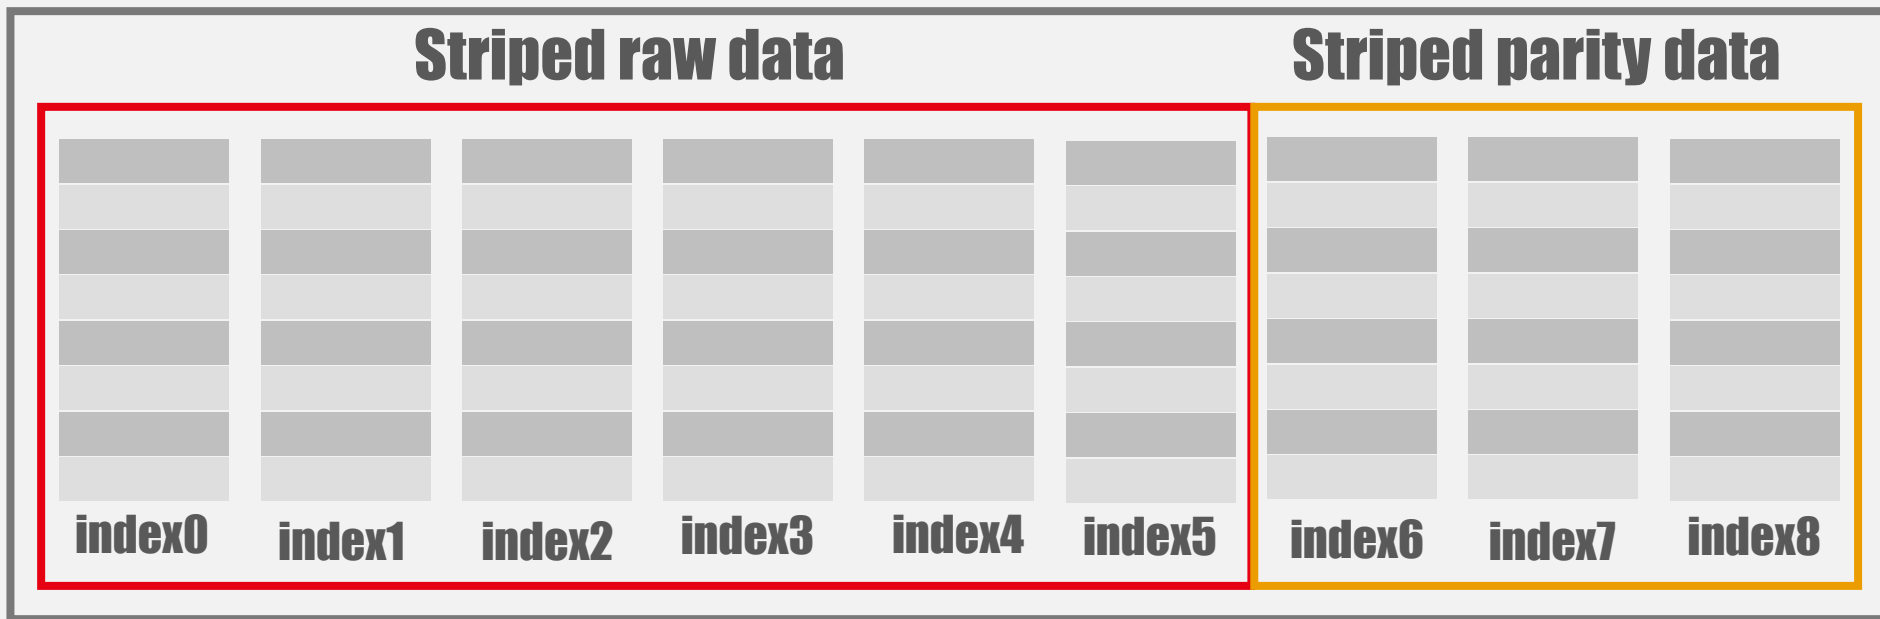 Striped raw data
Striped parity data
index0
index1
index2
index3
index4
index5
index6
index7
index8